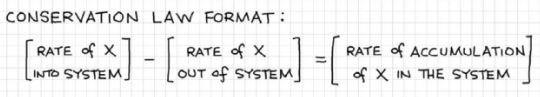 CONSERVATION LAW FORMAT:
[RATE of X INTO SYSTEM] - [RATE of X OUT of SYSTEM] = [RATE of ACCUMULATION of X IN THE SYSTEM]